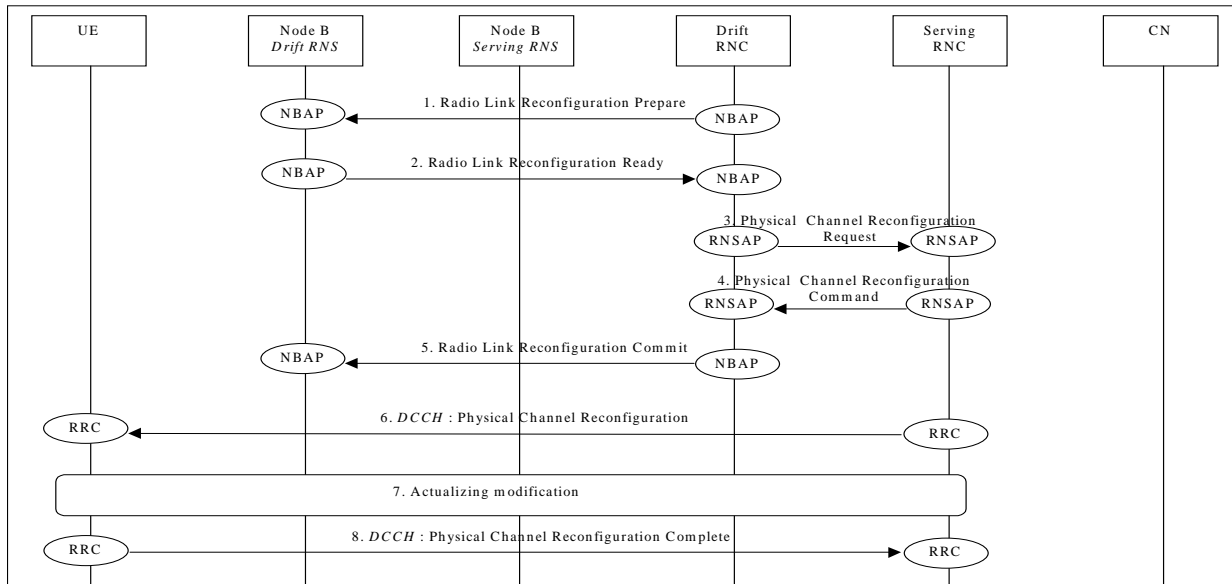 UE
Node B
Drift RNS
Node B
Serving RNS
Drift
RNC
Serving
RNC
CN
1. Radio Link Reconfiguration Prepare
NBAP
NBAP
2. Radio Link Reconfiguration Ready
NBAP
NBAP
3. Physical Channel Reconfiguration
Request
RNSAP
RNSAP
4. Physical Channel Reconfiguration
Command
RNSAP
RNSAP
5. Radio Link Reconfiguration Commit
NBAP
NBAP
6. DCCH : Physical Channel Reconfiguration
RRC
RRC
7. Actualizing modification
8. DCCH : Physical Channel Reconfiguration Complete
RRC
RRC